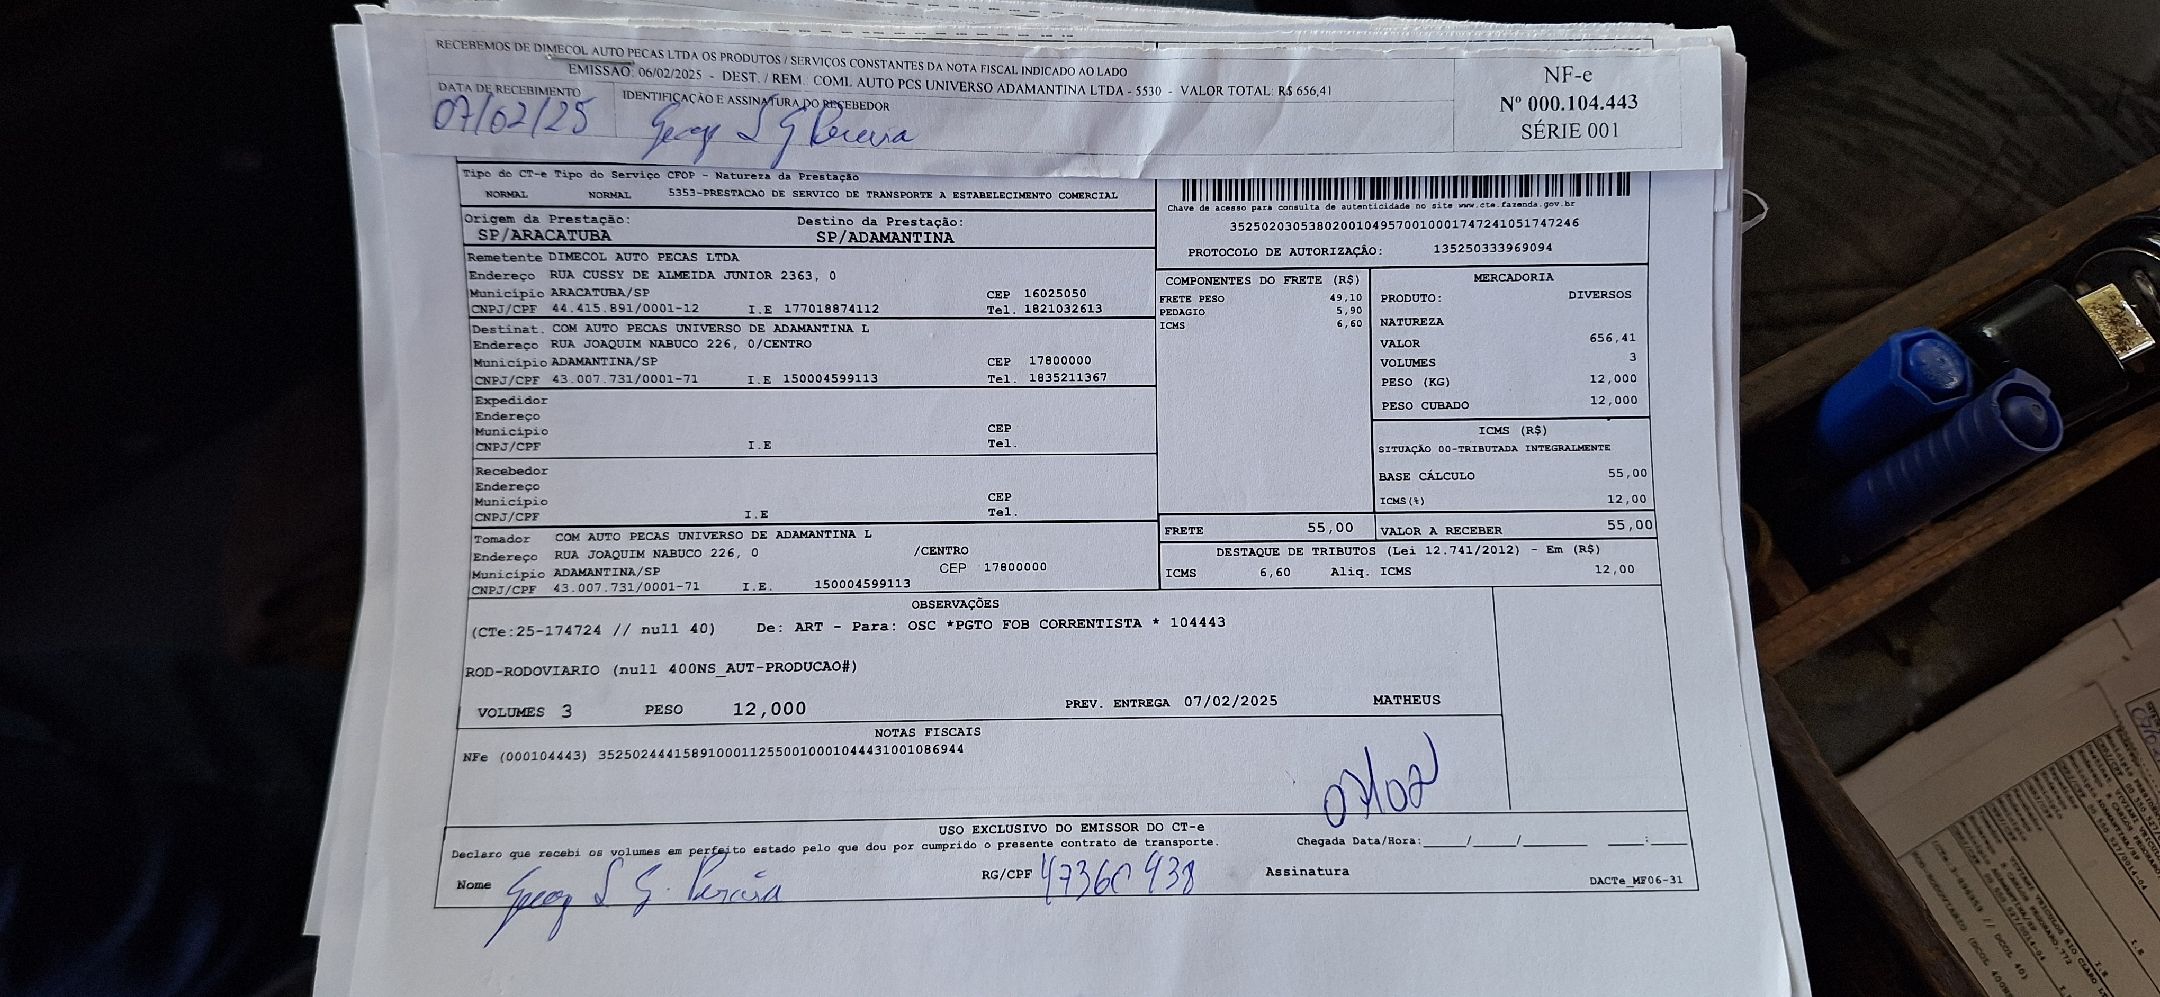 RECEBEMOS DE DIMECOL AUTO PECAS LTDA OS PRODUTOS / SERVIÇOS CONSTANTES DA NOTA FISCAL INDICADO AO LADO
EMISSÃO: 06/02/2025 - DEST. / REM.: COML AUTO PCS UNIVERSO ADAMANTINA LTDA - 5530 - VALOR TOTAL: R$ 656,41
DATA DE RECEBIMENTO IDENTIFICAÇÃO E ASSINATURA DO RECEBEDOR
07/02/25 S G Pereira
NF-e
Nº 000.104.443
SÉRIE 001
Tipo do CT-e Tipo do Serviço CFOP - Natureza da Prestação
NORMAL NORMAL 5353-PRESTACAO DE SERVICO DE TRANSPORTE A ESTABELECIMENTO COMERCIAL
Origem da Prestação: Destino da Prestação:
SP/ARACATUBA SP/ADAMANTINA
Chave de acesso para consulta de autenticidade no site www.cte.fazenda.gov.br
35250203053802001049570010001747241051747246
PROTOCOLO DE AUTORIZAÇÃO: 135250333969094
Remetente DIMECOL AUTO PECAS LTDA
Endereço RUA CUSSY DE ALMEIDA JUNIOR 2363, 0
Município ARACATUBA/SP CEP 16025050
CNPJ/CPF 44.415.891/0001-12 I.E 177018874112 Tel. 1821032613
Destinat. COM AUTO PECAS UNIVERSO DE ADAMANTINA L
Endereço RUA JOAQUIM NABUCO 226, 0/CENTRO
Município ADAMANTINA/SP CEP 17800000
CNPJ/CPF 43.007.731/0001-71 I.E 150004599113 Tel. 1835211367
Expedidor
Endereço
Município CEP
CNPJ/CPF I.E Tel.
Recebedor
Endereço
Município CEP
CNPJ/CPF I.E Tel.
Tomador COM AUTO PECAS UNIVERSO DE ADAMANTINA L
Endereço RUA JOAQUIM NABUCO 226, 0 /CENTRO
Município ADAMANTINA/SP CEP 17800000
CNPJ/CPF 43.007.731/0001-71 I.E. 150004599113
COMPONENTES DO FRETE (R$)
FRETE PESO 49,10
PEDAGIO 5,90
ICMS 6,60
MERCADORIA
PRODUTO: DIVERSOS
NATUREZA
VALOR 656,41
VOLUMES 3
PESO (KG) 12,000
PESO CUBADO 12,000
ICMS (R$)
SITUAÇÃO 00-TRIBUTADA INTEGRALMENTE
BASE CÁLCULO 55,00
ICMS(%) 12,00
FRETE 55,00 VALOR A RECEBER 55,00
DESTAQUE DE TRIBUTOS (Lei 12.741/2012) - Em (R$)
ICMS 6,60 Aliq. ICMS 12,00
OBSERVAÇÕES
(CTe:25-174724 // null 40) De: ART - Para: OSC *PGTO FOB CORRENTISTA * 104443
ROD-RODOVIARIO (null 400NS_AUT-PRODUCAO#)
VOLUMES 3 PESO 12,000 PREV. ENTREGA 07/02/2025 MATHEUS
NOTAS FISCAIS
NFe (000104443) 35250244415891000112550010001044431001086944
07/02
USO EXCLUSIVO DO EMISSOR DO CT-e
Declaro que recebi os volumes em perfeito estado pelo que dou por cumprido o presente contrato de transporte. Chegada Data/Hora:____/____/________ ____:____
Nome S G. Pereira RG/CPF 47360438 Assinatura
DACTe_MF06-31